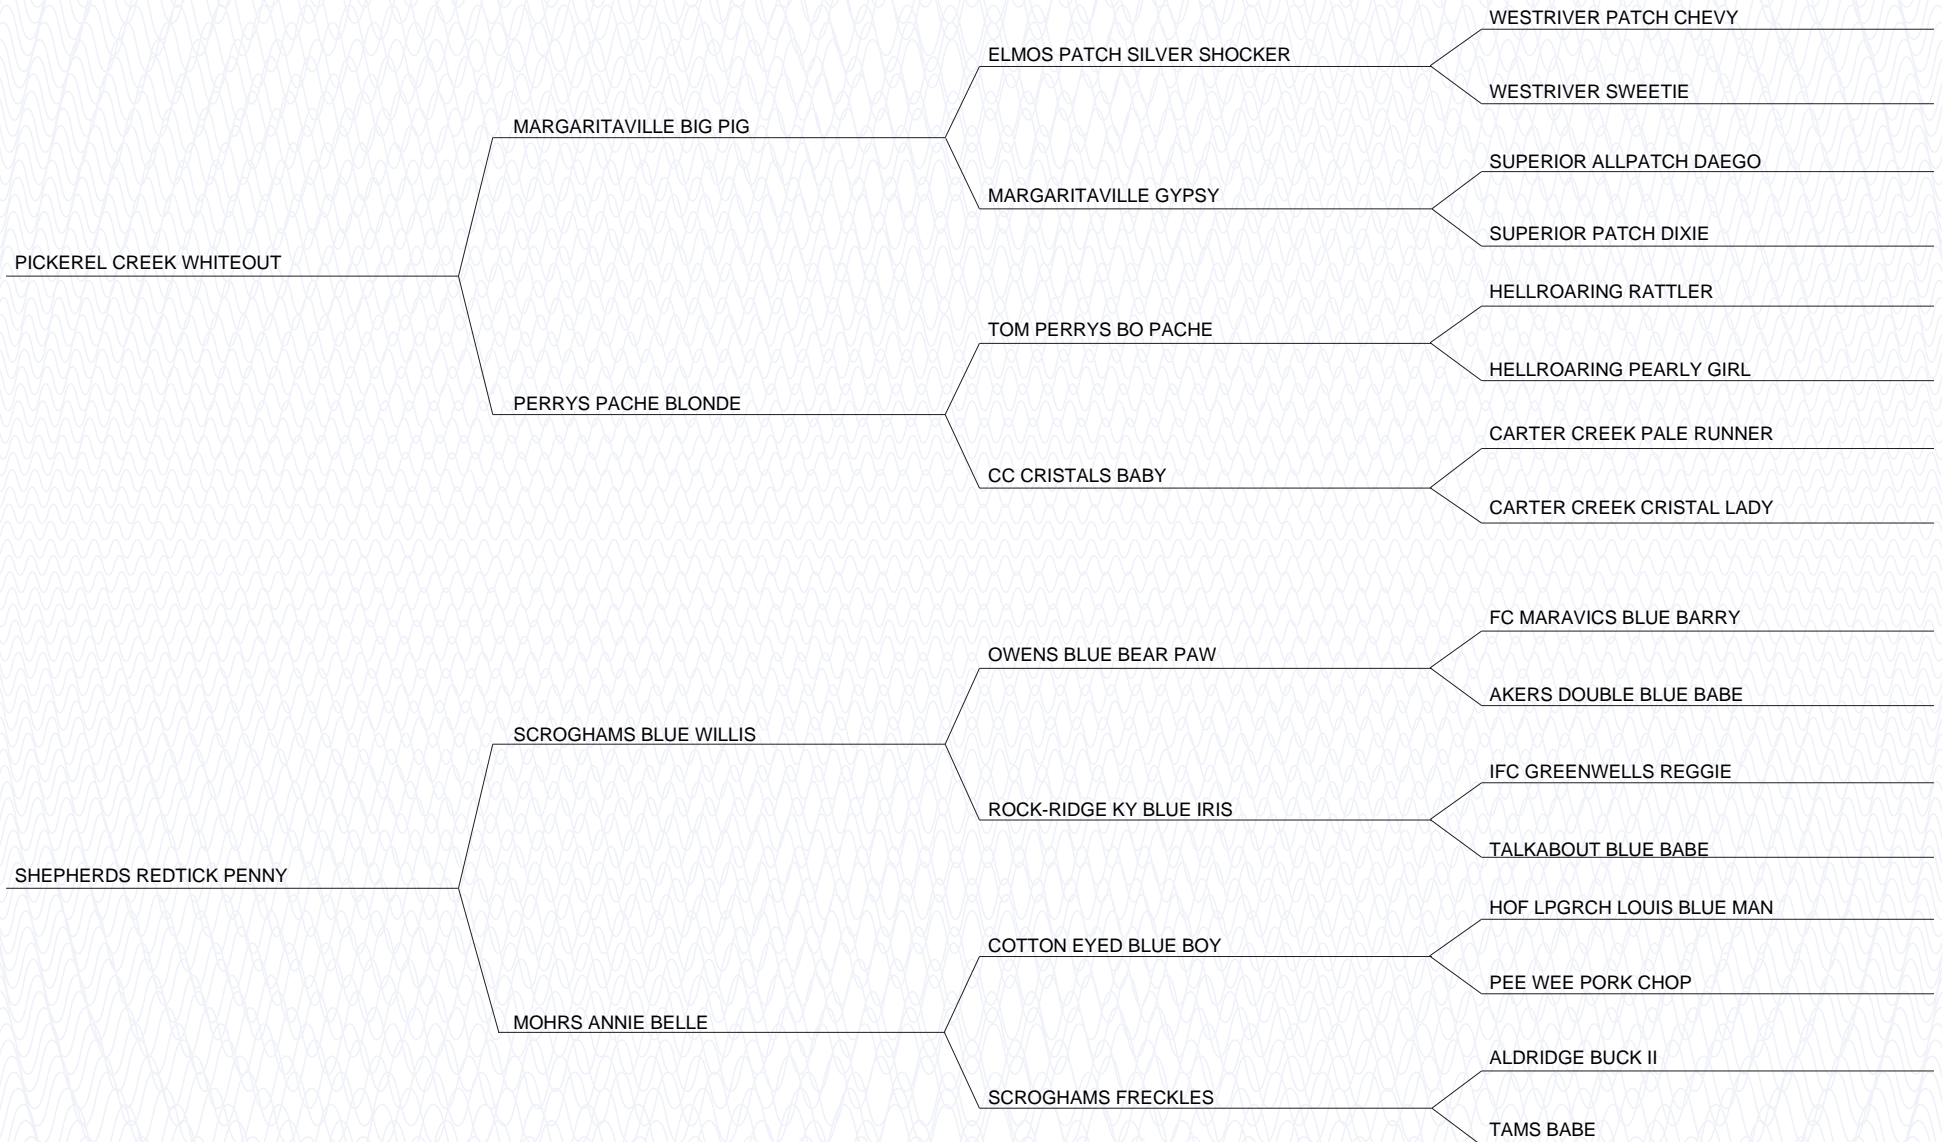 WESTRIVER PATCH CHEVY
ELMOS PATCH SILVER SHOCKER
WESTRIVER SWEETIE
MARGARITAVILLE BIG PIG
SUPERIOR ALLPATCH DAEGO
MARGARITAVILLE GYPSY
SUPERIOR PATCH DIXIE
PICKEREL CREEK WHITEOUT
HELLROARING RATTLER
TOM PERRYS BO PACHE
HELLROARING PEARLY GIRL
PERRYS PACHE BLONDE
CARTER CREEK PALE RUNNER
CC CRISTALS BABY
CARTER CREEK CRISTAL LADY
FC MARAVICS BLUE BARRY
OWENS BLUE BEAR PAW
AKERS DOUBLE BLUE BABE
SCROGHAMS BLUE WILLIS
IFC GREENWELLS REGGIE
ROCK-RIDGE KY BLUE IRIS
TALKABOUT BLUE BABE
SHEPHERDS REDTICK PENNY
HOF LPGRCH LOUIS BLUE MAN
COTTON EYED BLUE BOY
PEE WEE PORK CHOP
MOHRS ANNIE BELLE
ALDRIDGE BUCK II
SCROGHAMS FRECKLES
TAMS BABE